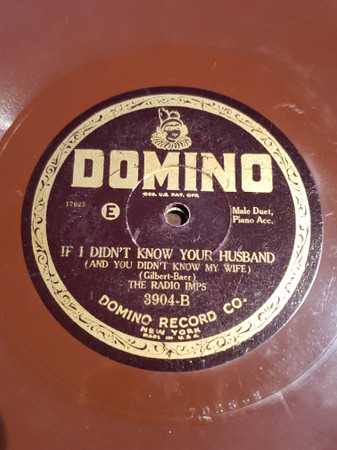 DOMINO
REG. U.S. PAT. OFF.
17025
E
Male Duet,
Piano Acc.
IF I DIDN'T KNOW YOUR HUSBAND
(AND YOU DIDN'T KNOW MY WIFE)
(Gilbert-Baer)
THE RADIO IMPS
3904-B
DOMINO RECORD CO.
NEW YORK
MADE IN U.S.A.